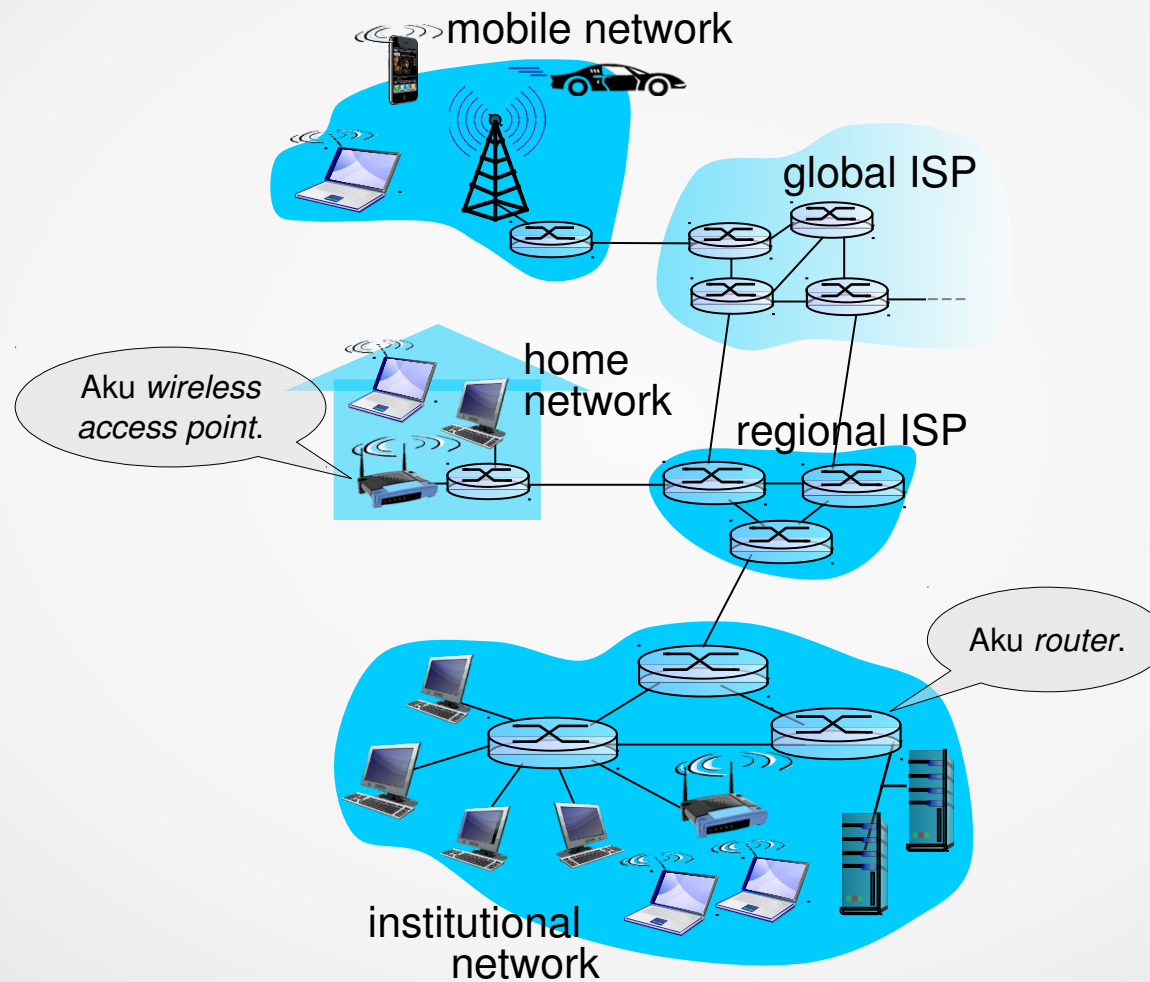 mobile network
global ISP
Aku wireless
access point.
home
network
regional ISP
Aku router.
institutional
network